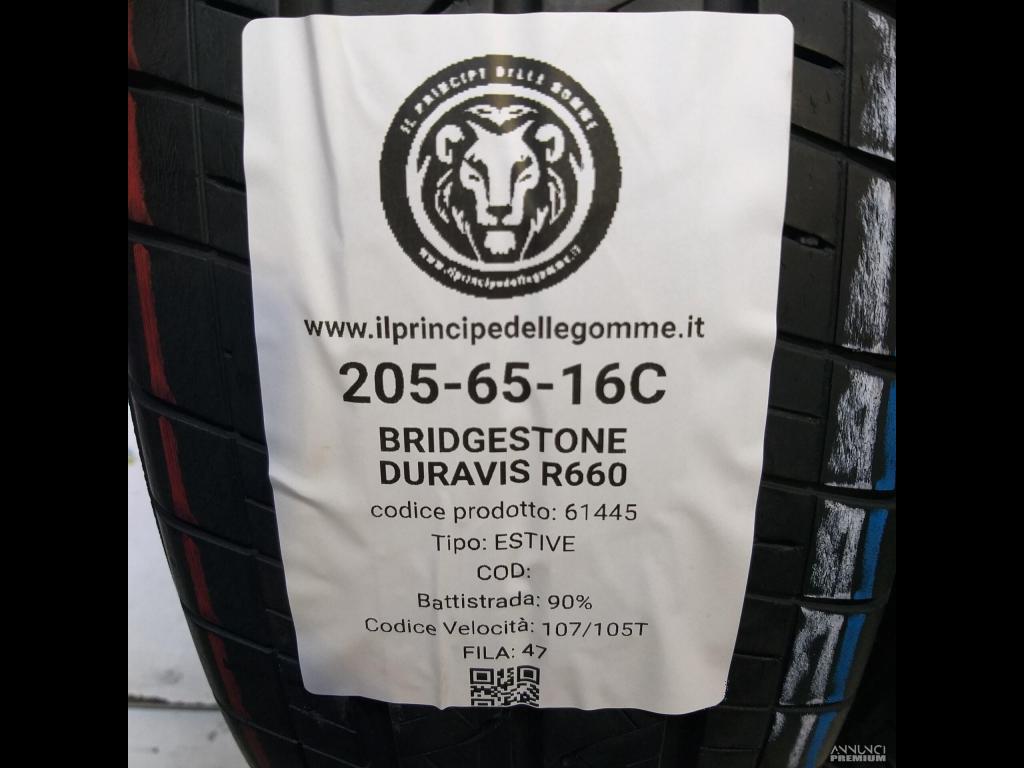 IL PRINCIPE DELLE GOMME
www.ilprincipedellegomme.it
www.ilprincipedellegomme.it
205-65-16C
BRIDGESTONE
DURAVIS R660
codice prodotto: 61445
Tipo: ESTIVE
COD:
Battistrada: 90%
Codice Velocità: 107/105T
FILA: 47
ANNUNCI
PREMIUM